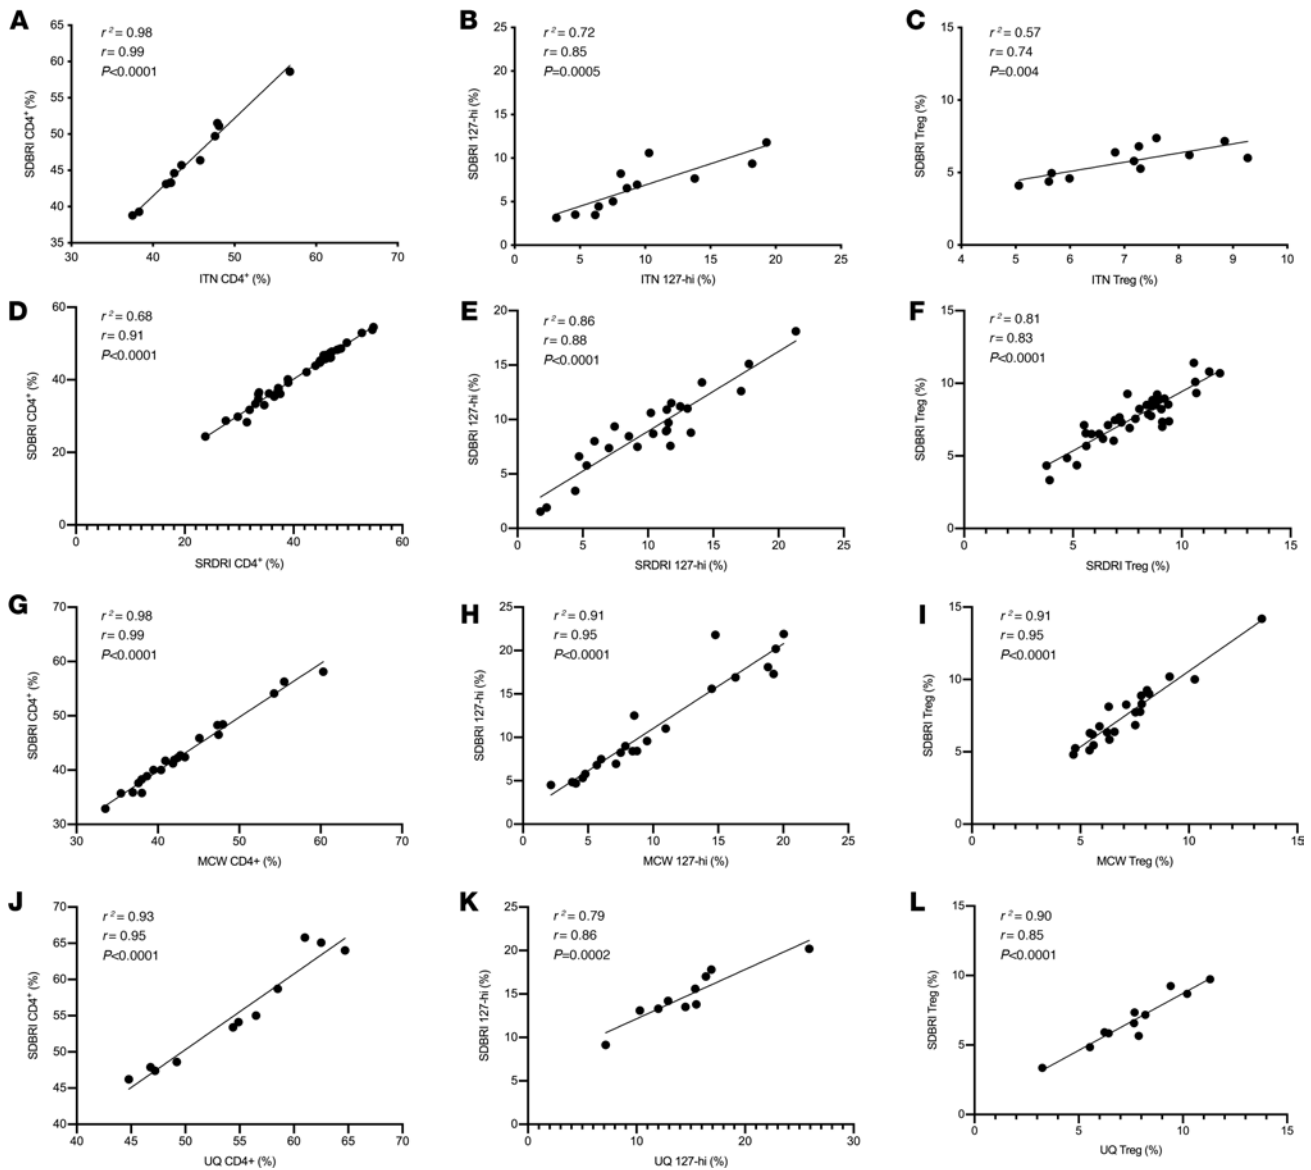 A
r² = 0.98
r = 0.99
P<0.0001
SDBRI CD4⁺ (%)
65
60
55
50
45
40
35
30 40 50 60 70
ITN CD4⁺ (%)
B
r² = 0.72
r = 0.85
P=0.0005
SDBRI 127-hi (%)
25
20
15
10
5
0
0 5 10 15 20 25
ITN 127-hi (%)
C
r² = 0.57
r = 0.74
P=0.004
SDBRI Treg (%)
15
10
5
0
4 5 6 7 8 9 10
ITN Treg (%)
D
r² = 0.68
r = 0.91
P<0.0001
SDBRI CD4⁺ (%)
60
40
20
0
0 20 40 60
SRDRI CD4⁺ (%)
E
r² = 0.86
r = 0.88
P<0.0001
SDBRI 127-hi (%)
20
15
10
5
0
0 5 10 15 20 25
SRDRI 127-hi (%)
F
r² = 0.81
r = 0.83
P<0.0001
SDBRI Treg (%)
15
10
5
0
0 5 10 15
SRDRI Treg (%)
G
r² = 0.98
r = 0.99
P<0.0001
SDBRI CD4⁺ (%)
70
60
50
40
30
30 40 50 60 70
MCW CD4+ (%)
H
r² = 0.91
r = 0.95
P<0.0001
SDBRI 127-hi (%)
25
20
15
10
5
0
0 5 10 15 20 25
MCW 127-hi (%)
I
r² = 0.91
r = 0.95
P<0.0001
SDBRI Treg (%)
15
10
5
0
0 5 10 15
MCW Treg (%)
J
r² = 0.93
r = 0.95
P<0.0001
SDBRI CD4⁺ (%)
70
65
60
55
50
45
40
40 45 50 55 60 65 70
UQ CD4+ (%)
K
r² = 0.79
r = 0.86
P=0.0002
SDBRI 127-hi (%)
25
20
15
10
5
0
0 10 20 30
UQ 127-hi (%)
L
r² = 0.90
r = 0.85
P<0.0001
SDBRI Treg (%)
15
10
5
0
0 5 10 15
UQ Treg (%)